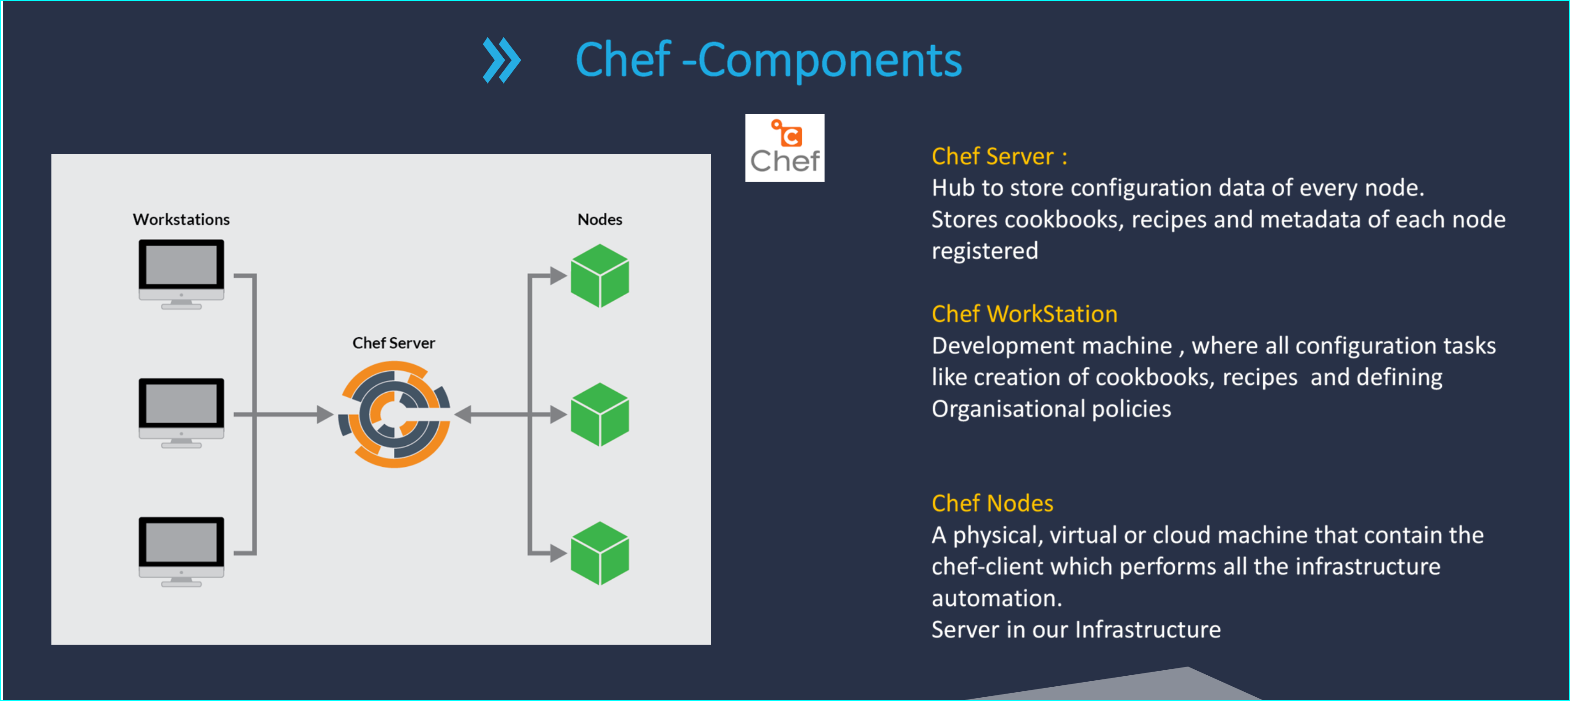 Chef -Components
Chef
Workstations
Nodes
Chef Server
Chef Server :
Hub to store configuration data of every node.
Stores cookbooks, recipes and metadata of each node
registered
Chef WorkStation
Development machine , where all configuration tasks
like creation of cookbooks, recipes  and defining
Organisational policies
Chef Nodes
A physical, virtual or cloud machine that contain the
chef-client which performs all the infrastructure
automation.
Server in our Infrastructure